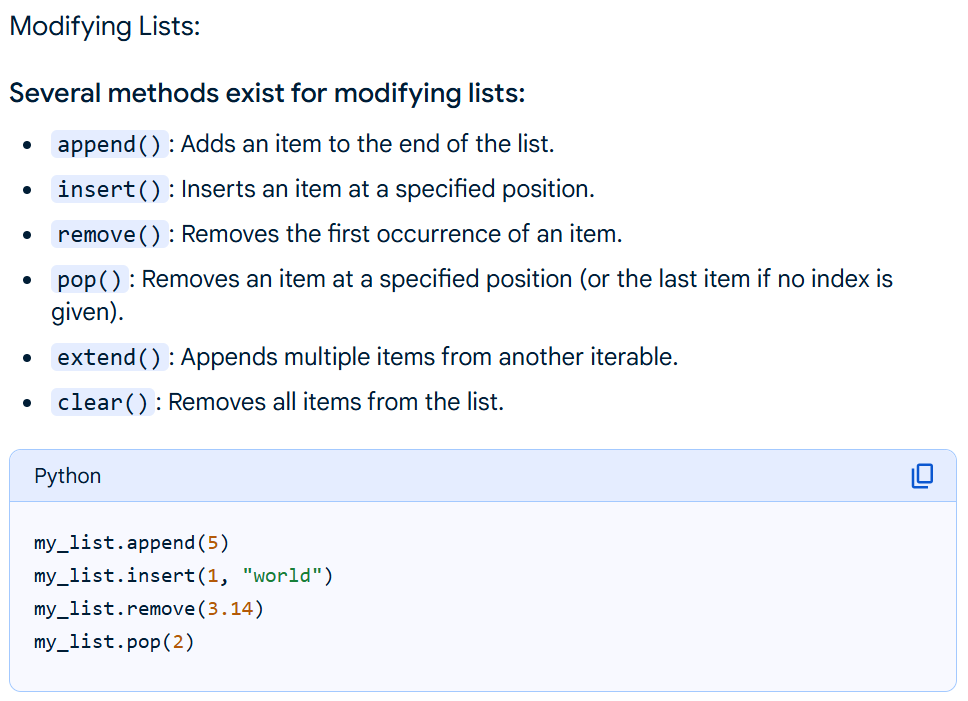 Modifying Lists:
Several methods exist for modifying lists:
• append(): Adds an item to the end of the list.
• insert(): Inserts an item at a specified position.
• remove(): Removes the first occurrence of an item.
• pop(): Removes an item at a specified position (or the last item if no index is
given).
• extend(): Appends multiple items from another iterable.
• clear(): Removes all items from the list.
Python
my_list.append(5)
my_list.insert(1, "world")
my_list.remove(3.14)
my_list.pop(2)